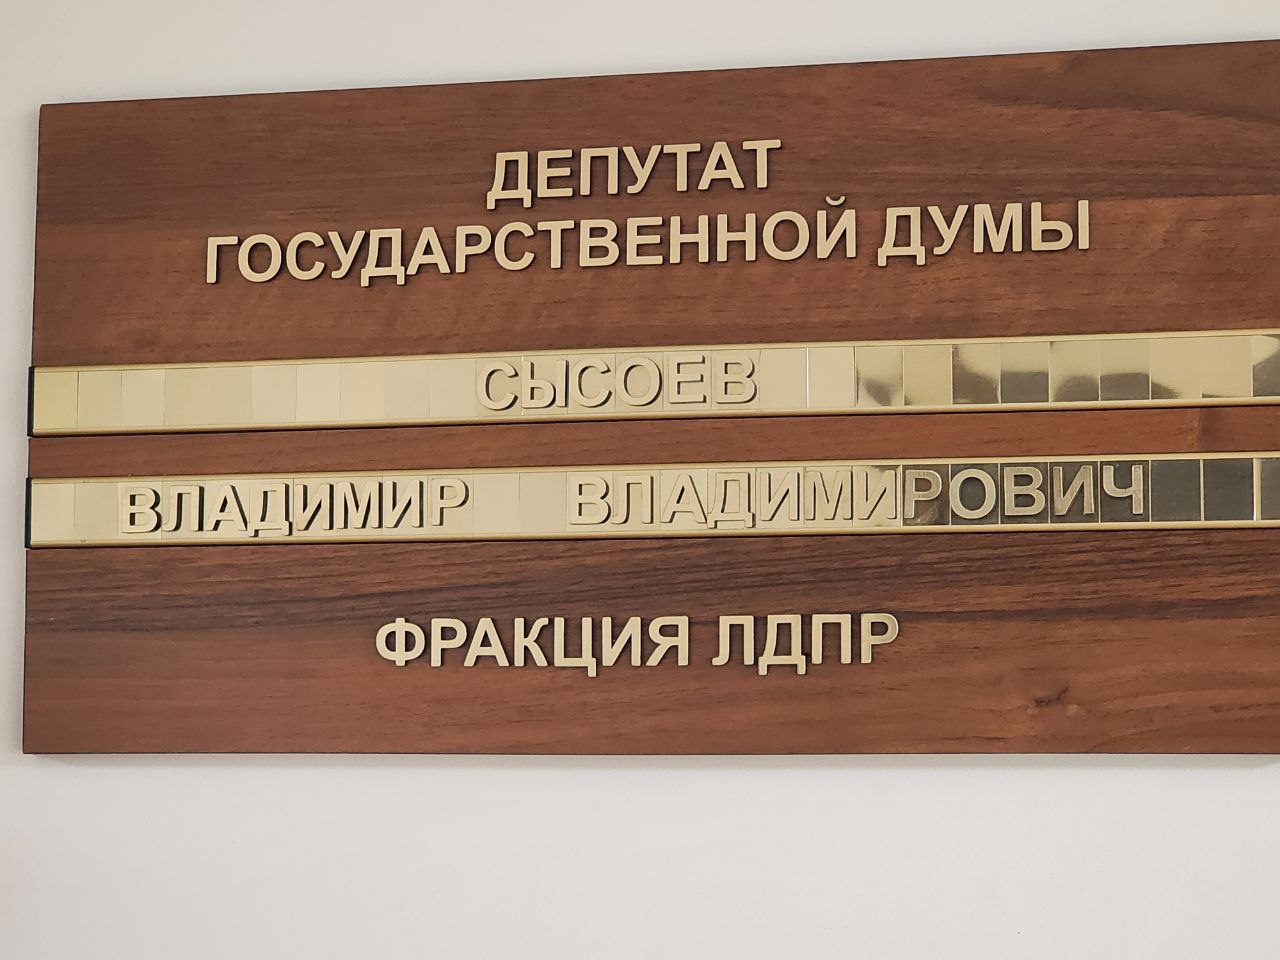 ДЕПУТАТ
ГОСУДАРСТВЕННОЙ ДУМЫ
СЫСОЕВ
ВЛАДИМИР ВЛАДИМИРОВИЧ
ФРАКЦИЯ ЛДПР